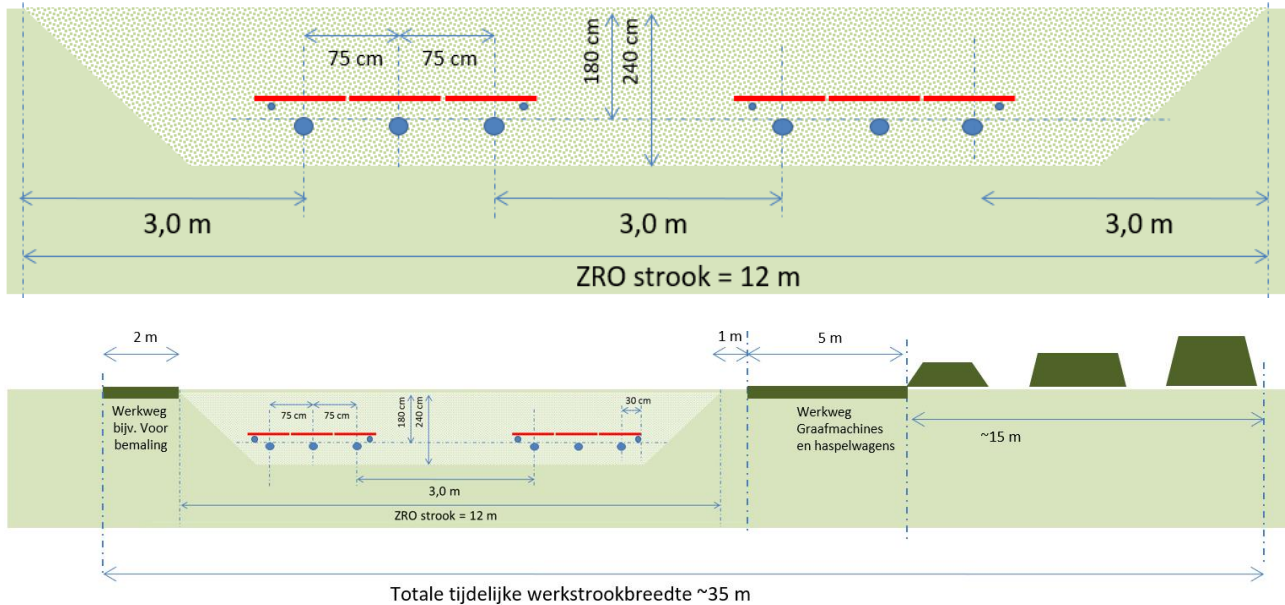 75 cm
75 cm
180 cm
240 cm
3,0 m
3,0 m
3,0 m
ZRO strook = 12 m
2 m
1 m
5 m
Werkweg
bijv. Voor
bemaling
75 cm
75 cm
180 cm
240 cm
30 cm
Werkweg
Graafmachines
en haspelwagens
~15 m
3,0 m
ZRO strook = 12 m
Totale tijdelijke werkstrookbreedte ~35 m